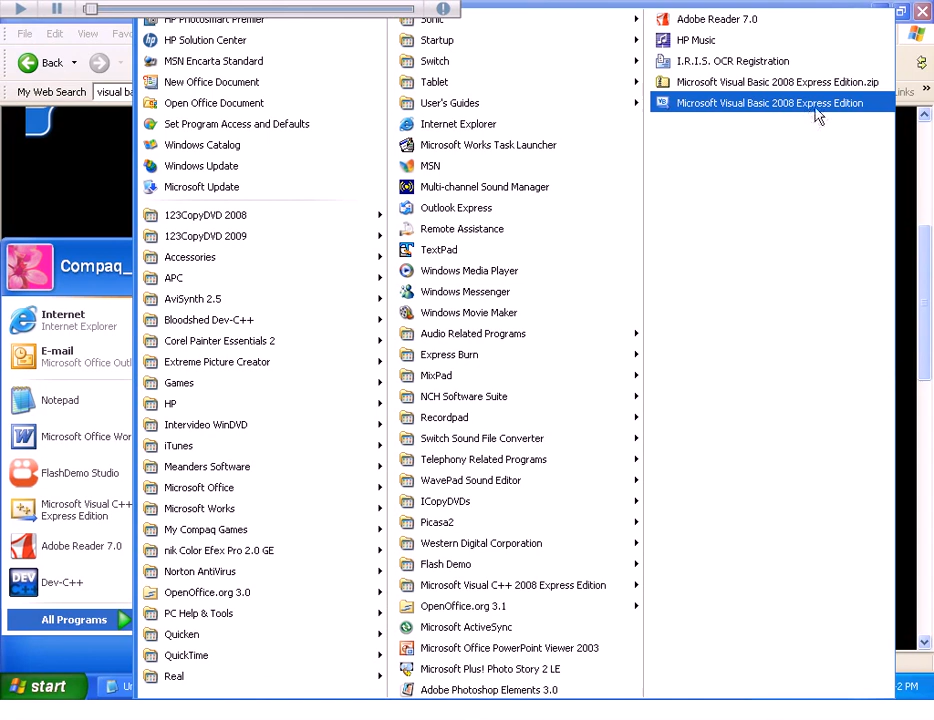 File Edit View Favo
Back
My Web Search visual ba
Links
Compaq_
Internet
Internet Explorer
E-mail
Microsoft Office Outl
Notepad
Microsoft Office Wor
FlashDemo Studio
Microsoft Visual C++
Express Edition
Adobe Reader 7.0
Dev-C++
All Programs
start
Un
2 PM
HP Photosmart Premier
HP Solution Center
MSN Encarta Standard
New Office Document
Open Office Document
Set Program Access and Defaults
Windows Catalog
Windows Update
Microsoft Update
123CopyDVD 2008
123CopyDVD 2009
Accessories
APC
AviSynth 2.5
Bloodshed Dev-C++
Corel Painter Essentials 2
Extreme Picture Creator
Games
HP
Intervideo WinDVD
iTunes
Meanders Software
Microsoft Office
Microsoft Works
My Compaq Games
nik Color Efex Pro 2.0 GE
Norton AntiVirus
OpenOffice.org 3.0
PC Help & Tools
Quicken
QuickTime
Real
Sonic
Startup
Switch
Tablet
User's Guides
Internet Explorer
Microsoft Works Task Launcher
MSN
Multi-channel Sound Manager
Outlook Express
Remote Assistance
TextPad
Windows Media Player
Windows Messenger
Windows Movie Maker
Audio Related Programs
Express Burn
MixPad
NCH Software Suite
Recordpad
Switch Sound File Converter
Telephony Related Programs
WavePad Sound Editor
ICopyDVDs
Picasa2
Western Digital Corporation
Flash Demo
Microsoft Visual C++ 2008 Express Edition
OpenOffice.org 3.1
Microsoft ActiveSync
Microsoft Office PowerPoint Viewer 2003
Microsoft Plus! Photo Story 2 LE
Adobe Photoshop Elements 3.0
Adobe Reader 7.0
HP Music
I.R.I.S. OCR Registration
Microsoft Visual Basic 2008 Express Edition.zip
Microsoft Visual Basic 2008 Express Edition